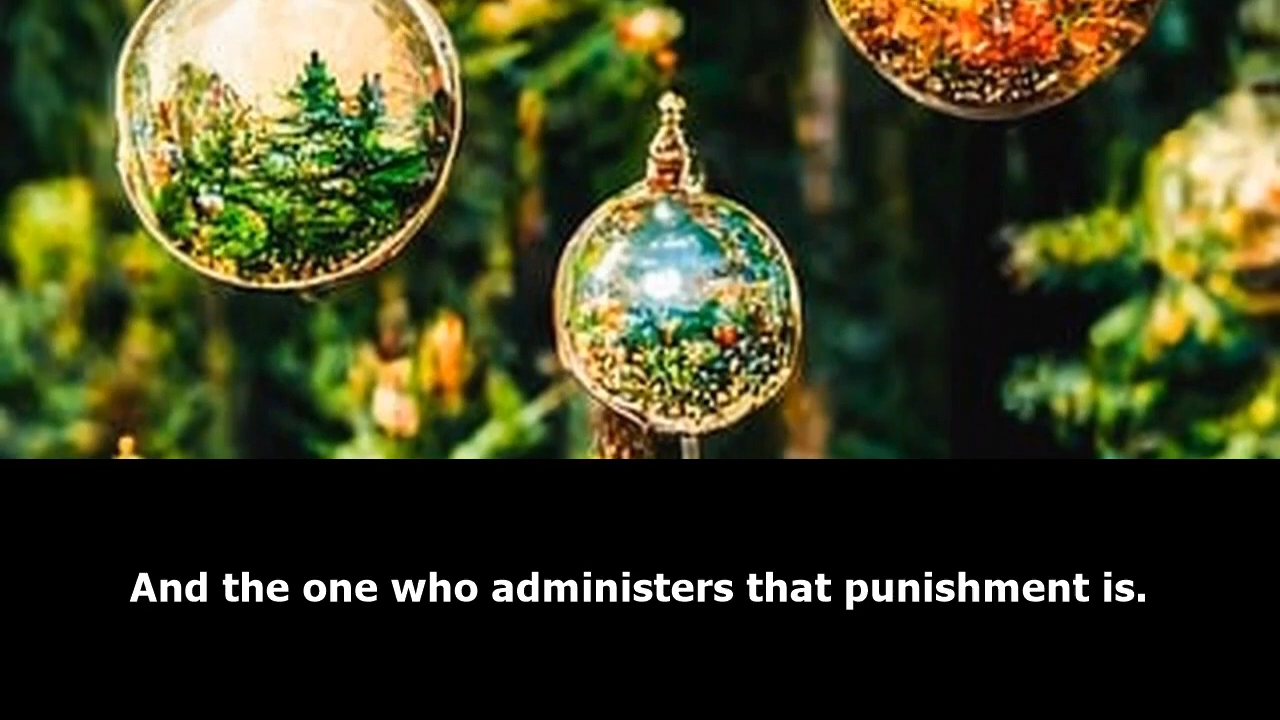 And the one who administers that punishment is.